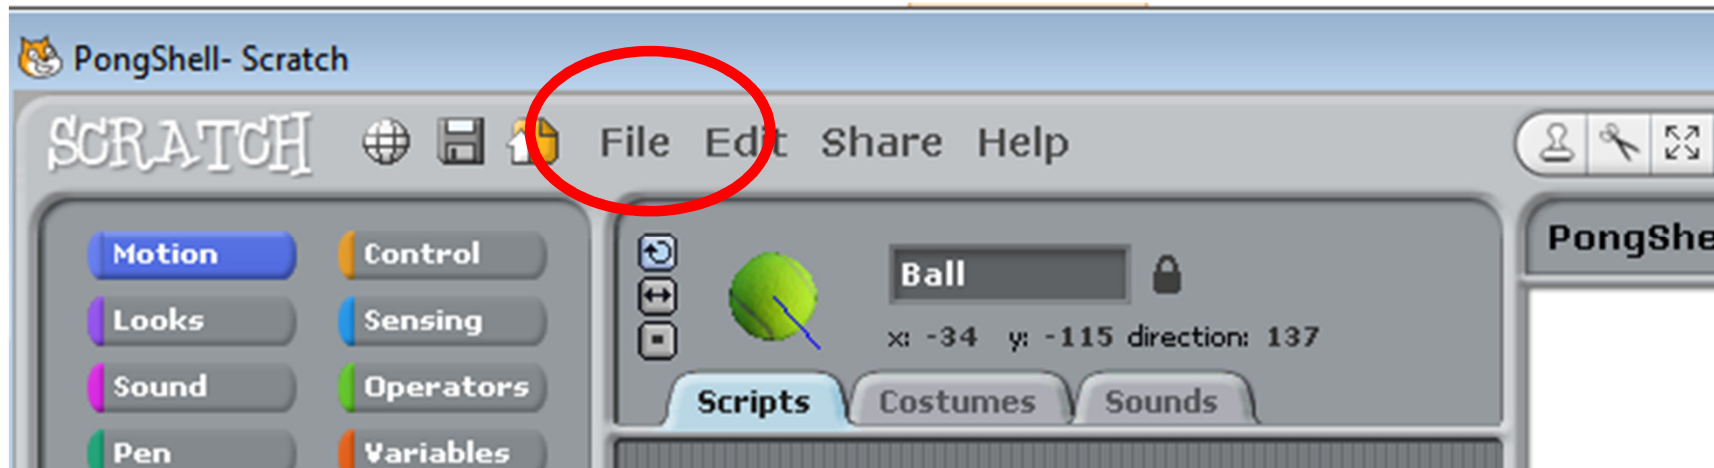 PongShell- Scratch
SCRATCH File Edit Share Help
PongShe
Motion Control
Looks Sensing
Sound Operators
Pen Variables
Ball
x: -34 y: -115 direction: 137
Scripts Costumes Sounds